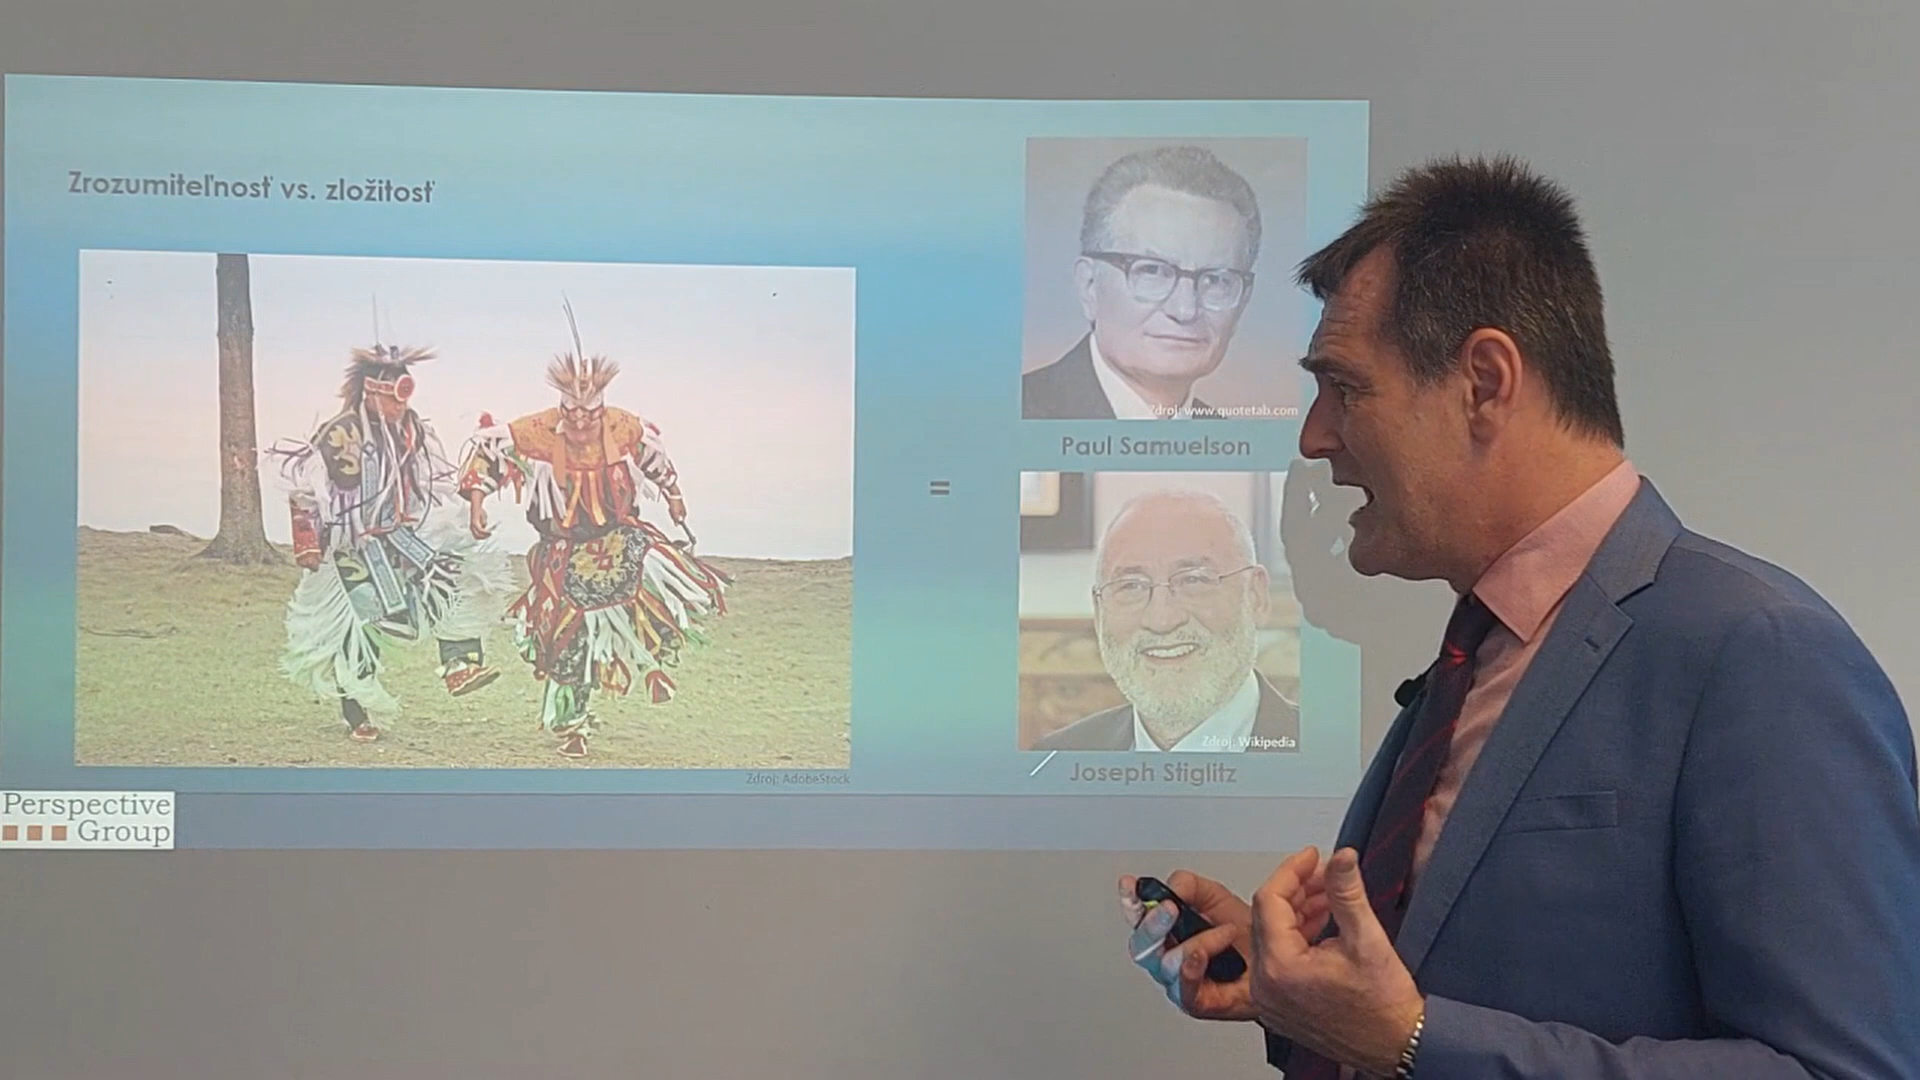 Zrozumiteľnosť vs. zložitosť
Zdroj: www.quotetab.com
Paul Samuelson
=
Zdroj: Wikipedia
Joseph Stiglitz
Zdroj: AdobeStock
Perspective
Group